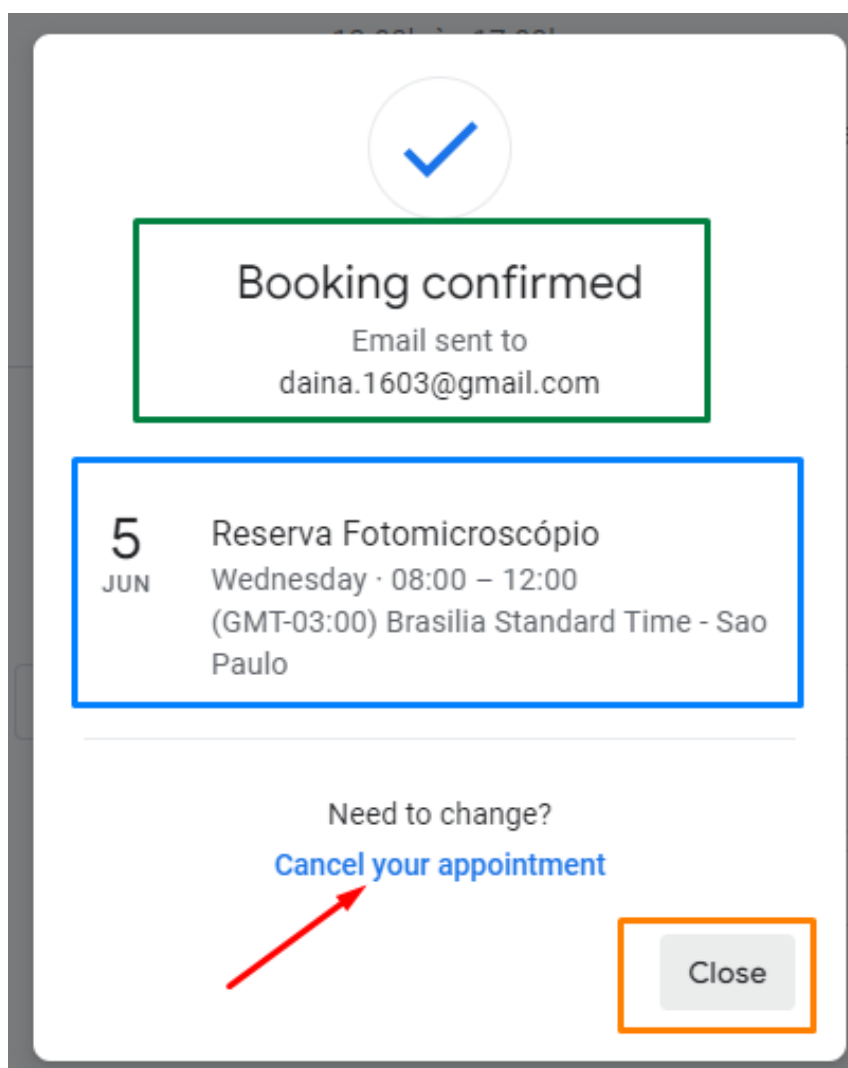 Booking confirmed
Email sent to
daina.1603@gmail.com
5
JUN
Reserva Fotomicroscópio
Wednesday · 08:00 – 12:00
(GMT-03:00) Brasilia Standard Time - Sao
Paulo
Need to change?
Cancel your appointment
Close